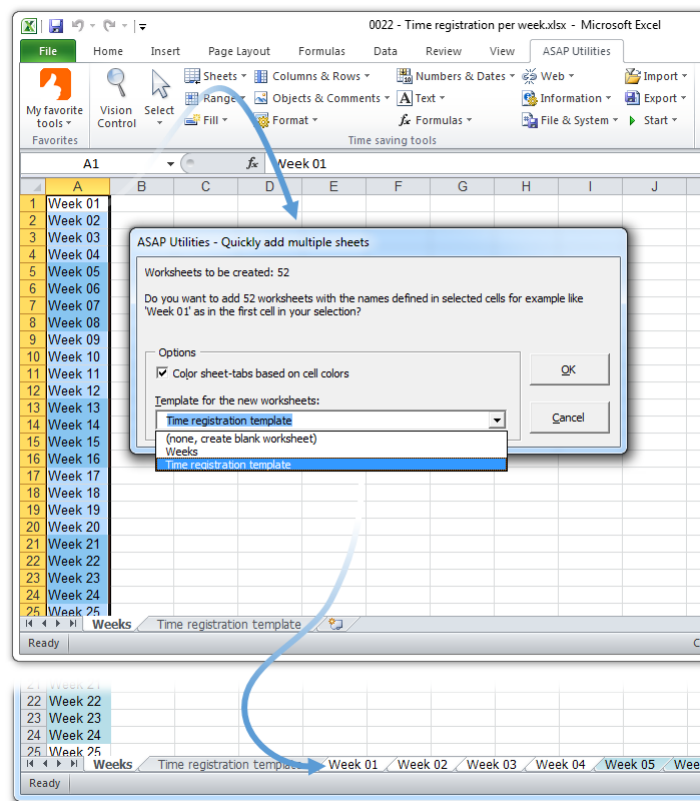 0022 - Time registration per week.xlsx - Microsoft Excel
File Home Insert Page Layout Formulas Data Review View ASAP Utilities
Sheets Columns & Rows Numbers & Dates Web Import
My favorite tools Vision Control Select Range Objects & Comments Text Information Export
Fill Format Formulas File & System Start
Favorites Time saving tools
A1 fx Week 01
A B C D E F G H I J
1 Week 01
2 Week 02
3 Week 03
4 Week 04
5 Week 05
6 Week 06
7 Week 07
8 Week 08
9 Week 09
10 Week 10
11 Week 11
12 Week 12
13 Week 13
14 Week 14
15 Week 15
16 Week 16
17 Week 17
18 Week 18
19 Week 19
20 Week 20
21 Week 21
22 Week 22
23 Week 23
24 Week 24
25 Week 25
ASAP Utilities - Quickly add multiple sheets
Worksheets to be created: 52
Do you want to add 52 worksheets with the names defined in selected cells for example like
'Week 01' as in the first cell in your selection?
Options
Color sheet-tabs based on cell colors
Template for the new worksheets:
Time registration template
(none, create blank worksheet)
Weeks
Time registration template
OK
Cancel
Weeks Time registration template
Ready
21 Week 21
22 Week 22
23 Week 23
24 Week 24
25 Week 25
Weeks Time registration template Week 01 Week 02 Week 03 Week 04 Week 05 Wee
Ready